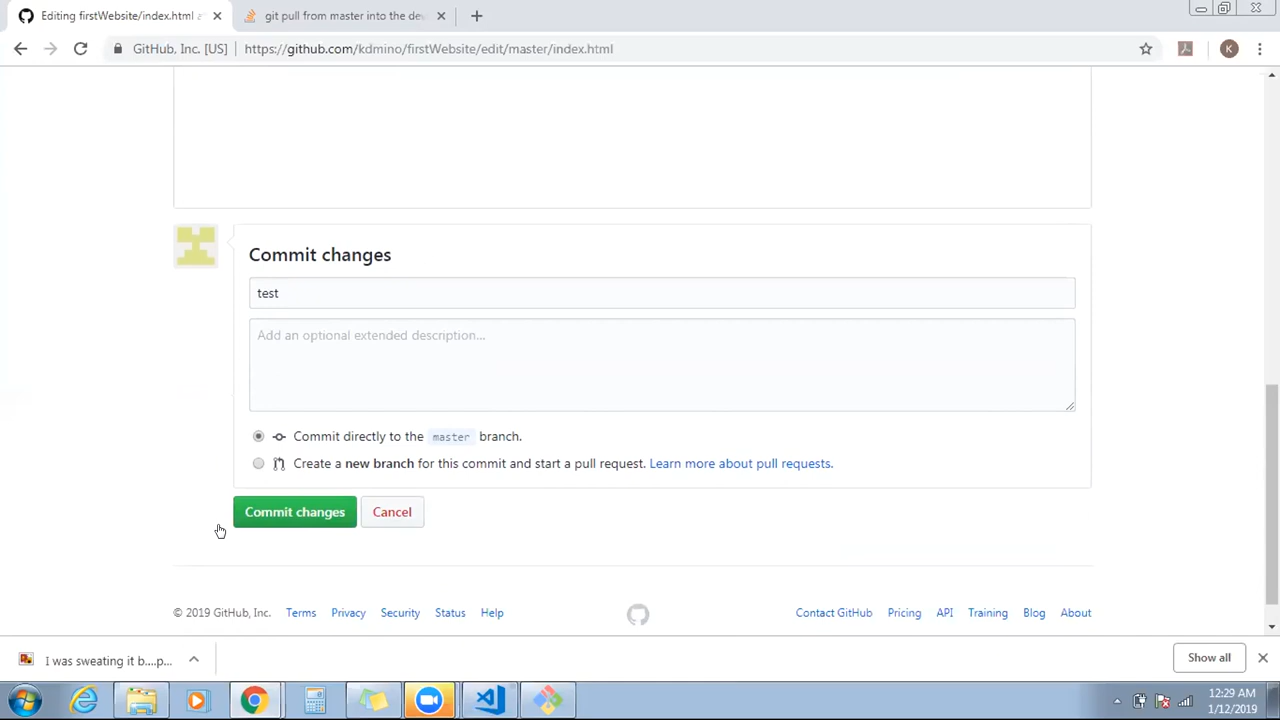 Editing firstWebsite/index.html a
git pull from master into the dev
GitHub, Inc. [US]
https://github.com/kdmino/firstWebsite/edit/master/index.html
K
Commit changes
test
Add an optional extended description...
Commit directly to the master branch.
Create a new branch for this commit and start a pull request. Learn more about pull requests.
Commit changes
Cancel
© 2019 GitHub, Inc.
Terms
Privacy
Security
Status
Help
Contact GitHub
Pricing
API
Training
Blog
About
I was sweating it b....p...
Show all
12:29 AM
1/12/2019